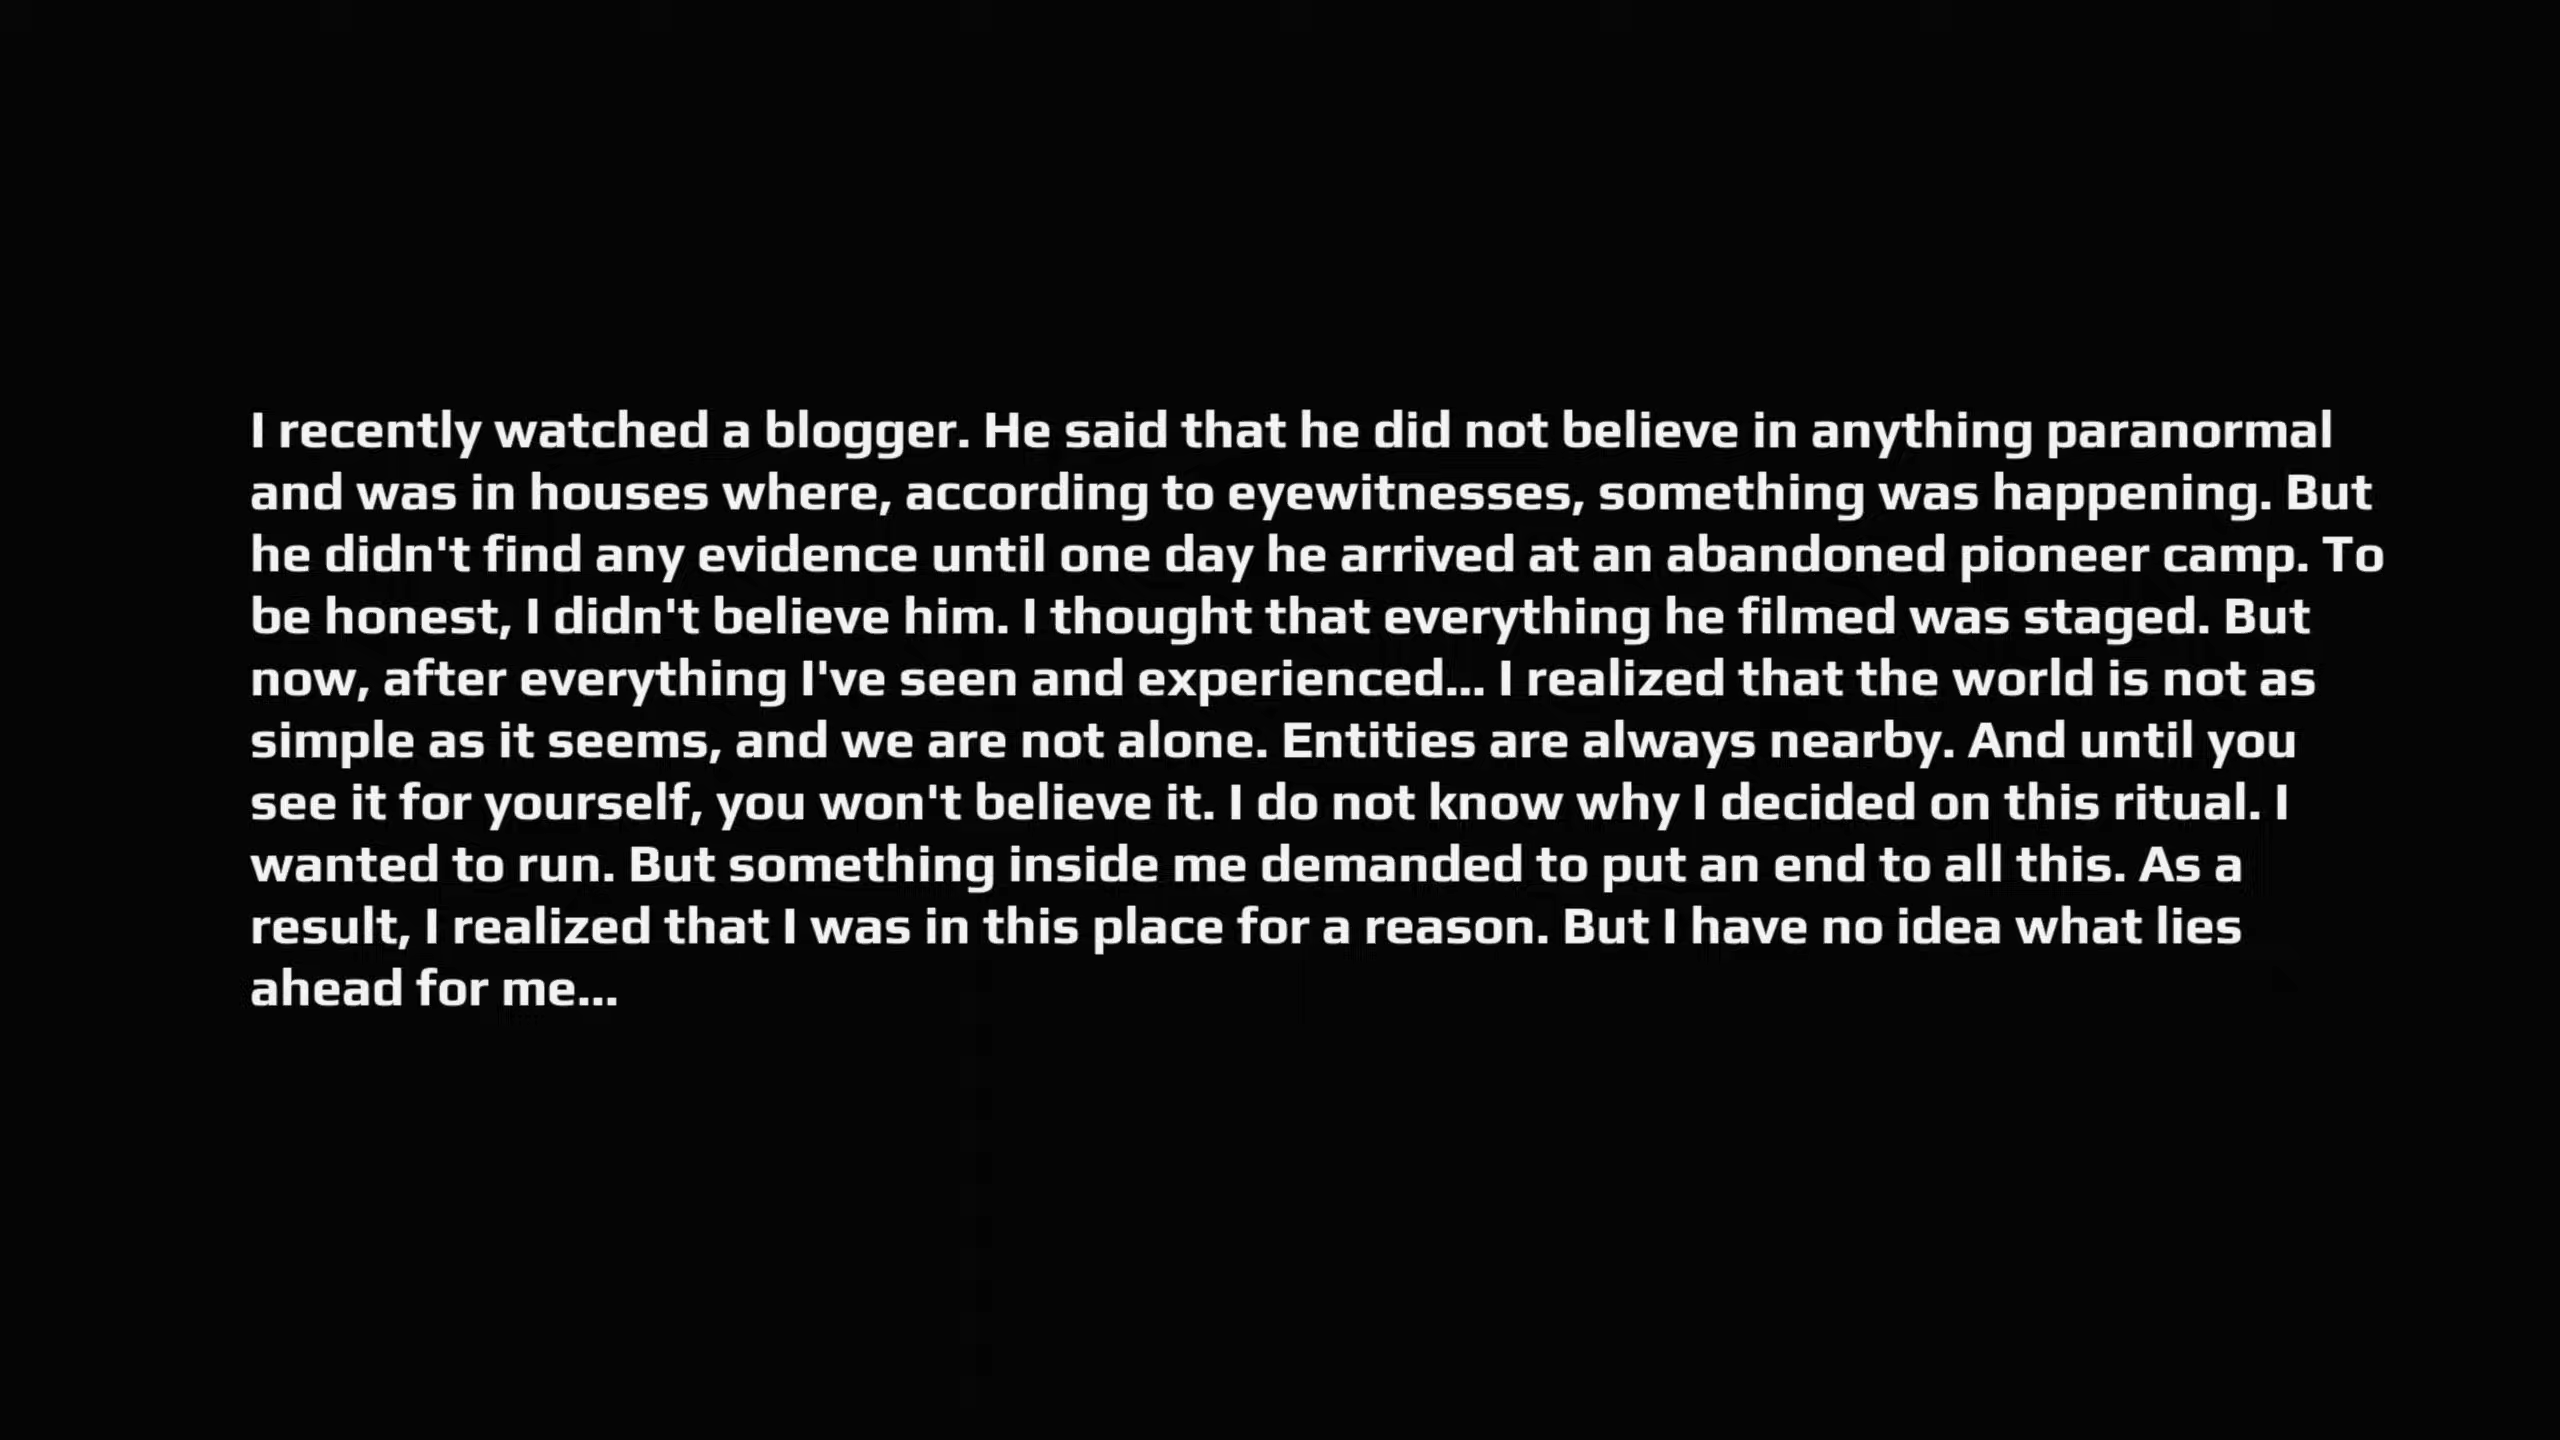 I recently watched a blogger. He said that he did not believe in anything paranormal
and was in houses where, according to eyewitnesses, something was happening. But
he didn't find any evidence until one day he arrived at an abandoned pioneer camp. To
be honest, I didn't believe him. I thought that everything he filmed was staged. But
now, after everything I've seen and experienced... I realized that the world is not as
simple as it seems, and we are not alone. Entities are always nearby. And until you
see it for yourself, you won't believe it. I do not know why I decided on this ritual. I
wanted to run. But something inside me demanded to put an end to all this. As a
result, I realized that I was in this place for a reason. But I have no idea what lies
ahead for me...